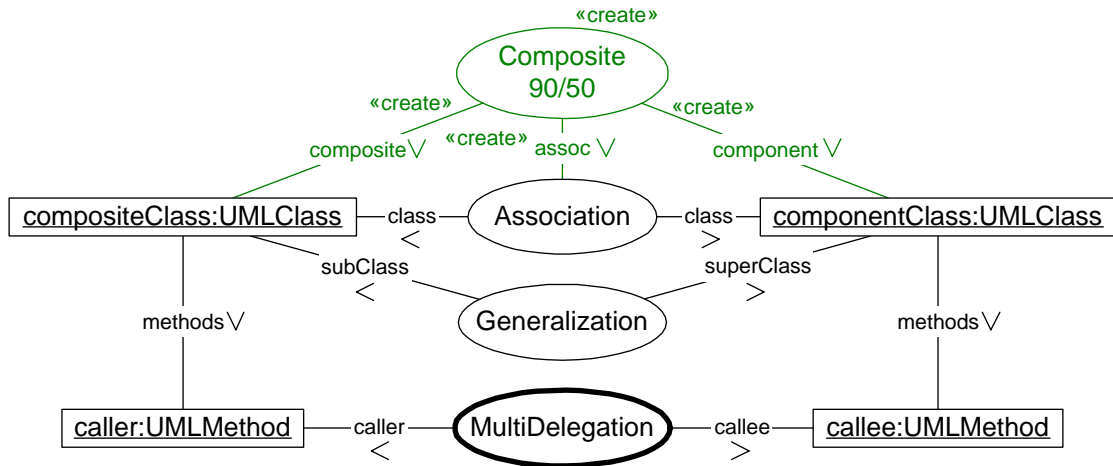 «create»
Composite
90/50
«create»
«create»
«create»
composite
assoc
component
compositeClass:UMLClass
class
<
Association
class
>
componentClass:UMLClass
subClass
<
superClass
>
Generalization
methods
methods
caller:UMLMethod
caller
<
MultiDelegation
callee
>
callee:UMLMethod